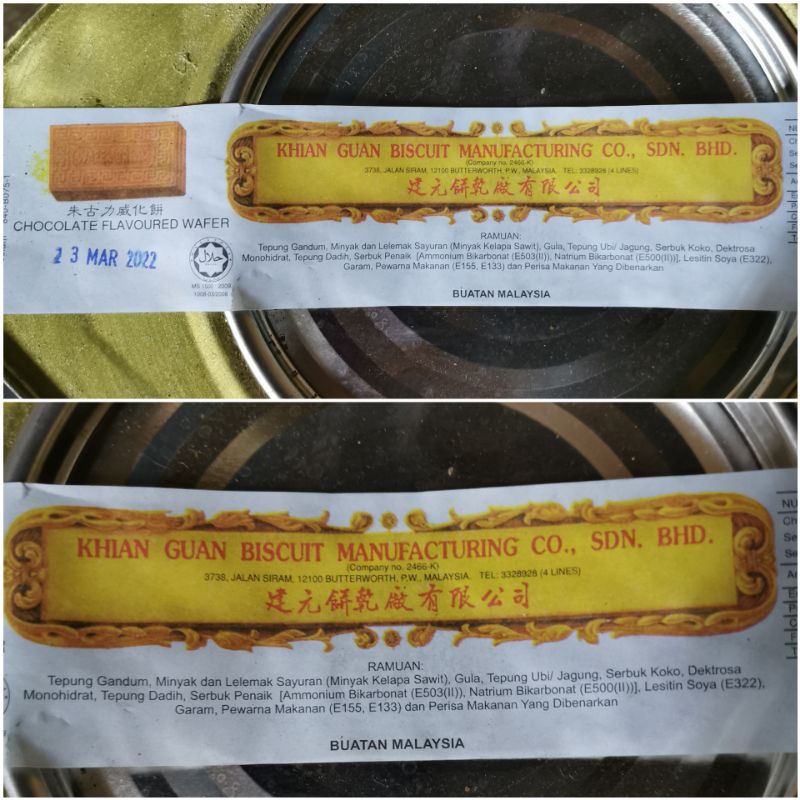 朱古力威化餅
CHOCOLATE FLAVOURED WAFER
23 MAR 2022
حلال
KHIAN GUAN BISCUIT MANUFACTURING CO., SDN. BHD.
(Company no. 2466-K)
3738, JALAN SIRAM, 12100 BUTTERWORTH, P.W., MALAYSIA. TEL: 3328928 (4 LINES)
建元餅乾廠有限公司
RAMUAN:
Tepung Gandum, Minyak dan Lelemak Sayuran (Minyak Kelapa Sawit), Gula, Tepung Ubi/ Jagung, Serbuk Koko, Dektrosa
Monohidrat, Tepung Dadih, Serbuk Penaik [Ammonium Bikarbonat (E503(II)), Natrium Bikarbonat (E500(II))], Lesitin Soya (E322),
Garam, Pewarna Makanan (E155, E133) dan Perisa Makanan Yang Dibenarkan
BUATAN MALAYSIA
KHIAN GUAN BISCUIT MANUFACTURING CO., SDN. BHD.
(Company no. 2466-K)
3738, JALAN SIRAM, 12100 BUTTERWORTH, P.W., MALAYSIA. TEL: 3328928 (4 LINES)
建元餅乾廠有限公司
RAMUAN:
Tepung Gandum, Minyak dan Lelemak Sayuran (Minyak Kelapa Sawit), Gula, Tepung Ubi/ Jagung, Serbuk Koko, Dektrosa
Monohidrat, Tepung Dadih, Serbuk Penaik [Ammonium Bikarbonat (E503(II)), Natrium Bikarbonat (E500(II))], Lesitin Soya (E322),
Garam, Pewarna Makanan (E155, E133) dan Perisa Makanan Yang Dibenarkan
BUATAN MALAYSIA